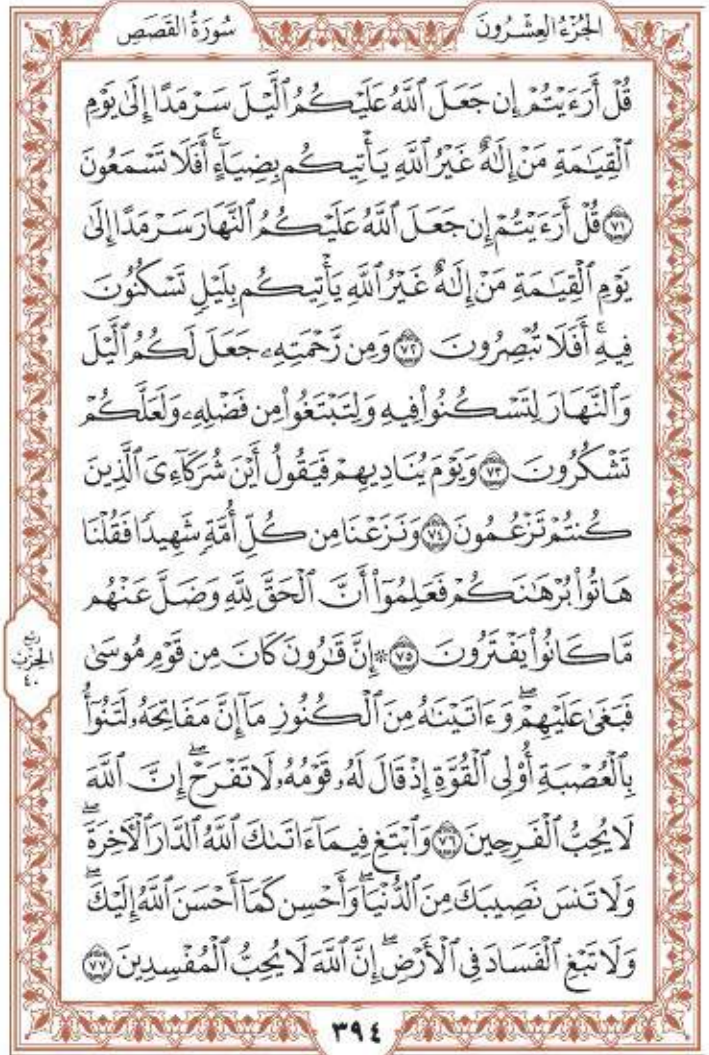 الجُزْءُ العِشْرُونَ
سُورَةُ القَصَصِ
قُلْ أَرَءَيْتُمْ إِن جَعَلَ ٱللَّهُ عَلَيْكُمُ ٱلَّيْلَ سَرْمَدًا إِلَىٰ يَوْمِ
ٱلْقِيَٰمَةِ مَنْ إِلَٰهٌ غَيْرُ ٱللَّهِ يَأْتِيكُم بِضِيَآءٍ ۖ أَفَلَا تَسْمَعُونَ
﴿٧١﴾ قُلْ أَرَءَيْتُمْ إِن جَعَلَ ٱللَّهُ عَلَيْكُمُ ٱلنَّهَارَ سَرْمَدًا إِلَىٰ
يَوْمِ ٱلْقِيَٰمَةِ مَنْ إِلَٰهٌ غَيْرُ ٱللَّهِ يَأْتِيكُم بِلَيْلٍ تَسْكُنُونَ
فِيهِ ۖ أَفَلَا تُبْصِرُونَ ﴿٧٢﴾ وَمِن رَّحْمَتِهِۦ جَعَلَ لَكُمُ ٱلَّيْلَ
وَٱلنَّهَارَ لِتَسْكُنُوا۟ فِيهِ وَلِتَبْتَغُوا۟ مِن فَضْلِهِۦ وَلَعَلَّكُمْ
تَشْكُرُونَ ﴿٧٣﴾ وَيَوْمَ يُنَادِيهِمْ فَيَقُولُ أَيْنَ شُرَكَآءِىَ ٱلَّذِينَ
كُنتُمْ تَزْعُمُونَ ﴿٧٤﴾ وَنَزَعْنَا مِن كُلِّ أُمَّةٍ شَهِيدًا فَقُلْنَا
هَاتُوا۟ بُرْهَٰنَكُمْ فَعَلِمُوٓا۟ أَنَّ ٱلْحَقَّ لِلَّهِ وَضَلَّ عَنْهُم
مَّا كَانُوا۟ يَفْتَرُونَ ﴿٧٥﴾ ۞ إِنَّ قَٰرُونَ كَانَ مِن قَوْمِ مُوسَىٰ
فَبَغَىٰ عَلَيْهِمْ ۖ وَءَاتَيْنَٰهُ مِنَ ٱلْكُنُوزِ مَآ إِنَّ مَفَاتِحَهُۥ لَتَنُوٓأُ
بِٱلْعُصْبَةِ أُو۟لِى ٱلْقُوَّةِ إِذْ قَالَ لَهُۥ قَوْمُهُۥ لَا تَفْرَحْ ۖ إِنَّ ٱللَّهَ
لَا يُحِبُّ ٱلْفَرِحِينَ ﴿٧٦﴾ وَٱبْتَغِ فِيمَآ ءَاتَىٰكَ ٱللَّهُ ٱلدَّارَ ٱلْءَاخِرَةَ ۖ
وَلَا تَنسَ نَصِيبَكَ مِنَ ٱلدُّنْيَا ۖ وَأَحْسِن كَمَآ أَحْسَنَ ٱللَّهُ إِلَيْكَ ۖ
وَلَا تَبْغِ ٱلْفَسَادَ فِى ٱلْأَرْضِ ۖ إِنَّ ٱللَّهَ لَا يُحِبُّ ٱلْمُفْسِدِينَ ﴿٧٧﴾
ربع
الحزب
٤٠
٣٩٤